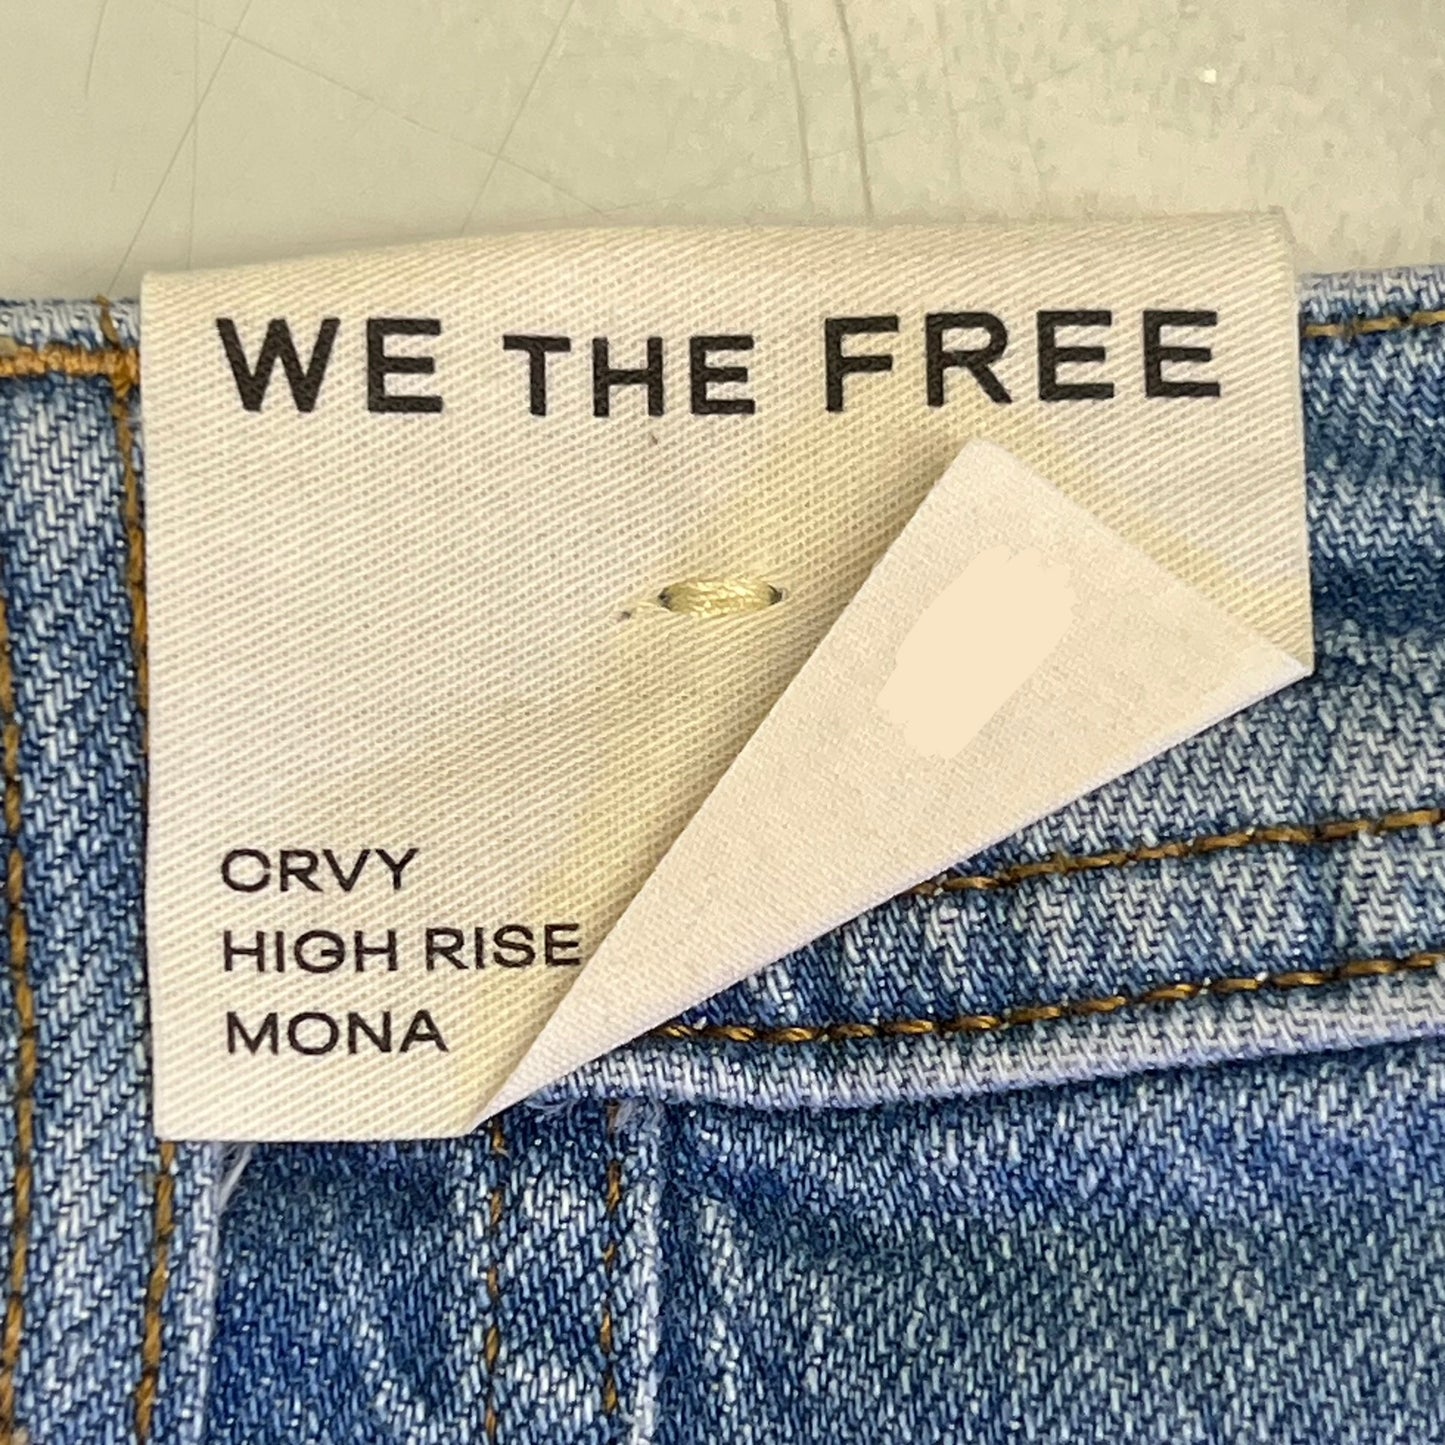 WE THE FREE
CRVY
HIGH RISE
MONA